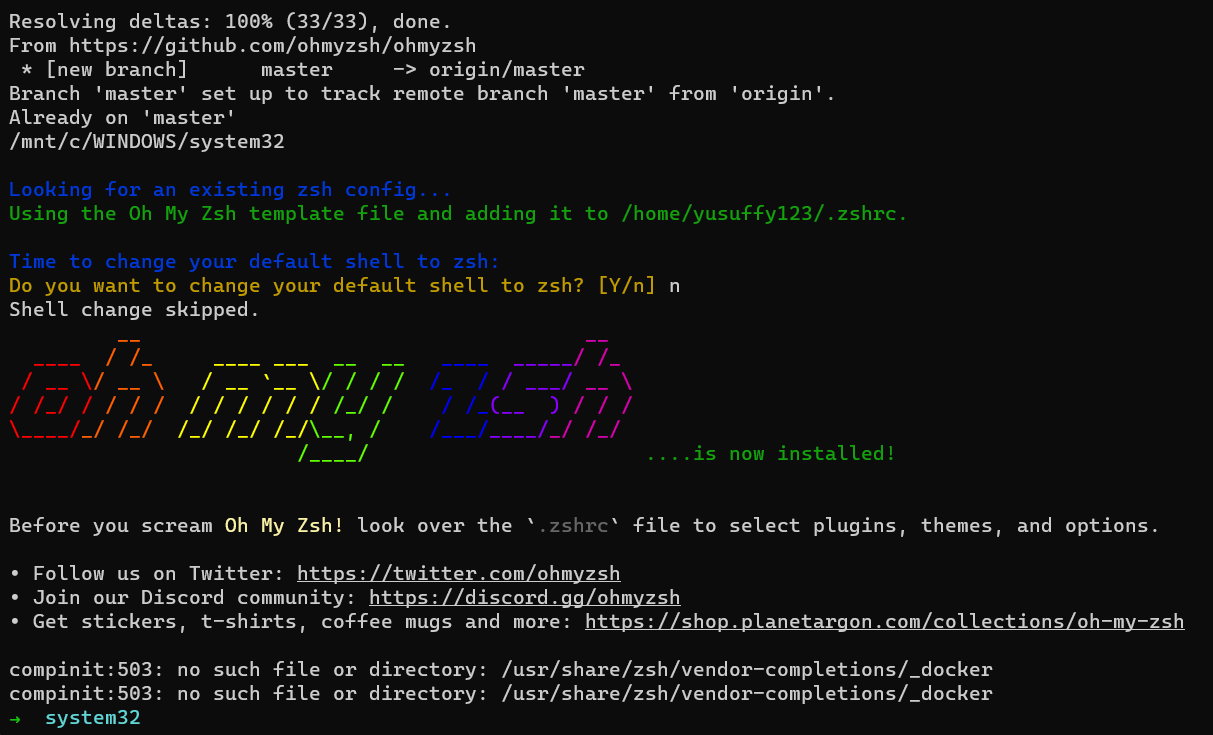 Resolving deltas: 100% (33/33), done.
From https://github.com/ohmyzsh/ohmyzsh
 * [new branch]      master     -> origin/master
Branch 'master' set up to track remote branch 'master' from 'origin'.
Already on 'master'
/mnt/c/WINDOWS/system32

Looking for an existing zsh config...
Using the Oh My Zsh template file and adding it to /home/yusuffy123/.zshrc.

Time to change your default shell to zsh:
Do you want to change your default shell to zsh? [Y/n] n
Shell change skipped.
oh my zsh
....is now installed!

Before you scream Oh My Zsh! look over the `.zshrc` file to select plugins, themes, and options.

• Follow us on Twitter: https://twitter.com/ohmyzsh
• Join our Discord community: https://discord.gg/ohmyzsh
• Get stickers, t-shirts, coffee mugs and more: https://shop.planetargon.com/collections/oh-my-zsh

compinit:503: no such file or directory: /usr/share/zsh/vendor-completions/_docker
compinit:503: no such file or directory: /usr/share/zsh/vendor-completions/_docker
→  system32